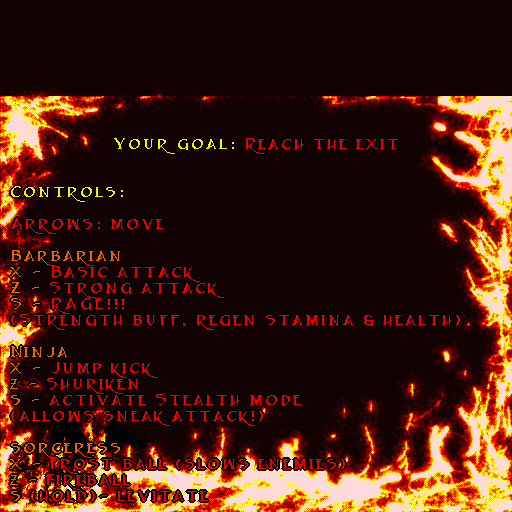 Your goal: Reach the exit
Controls:
Arrows: move
Barbarian
X - Basic attack
Z - Strong attack
S - RAGE!!!
(Strength buff, regen stamina & health)
Ninja
X - Jump kick
Z - Shuriken
S - Activate Stealth mode
(allows sneak attack!)
Sorceress
X - Frost ball (slows enemies)
Z - Fireball
S (hold)- Levitate